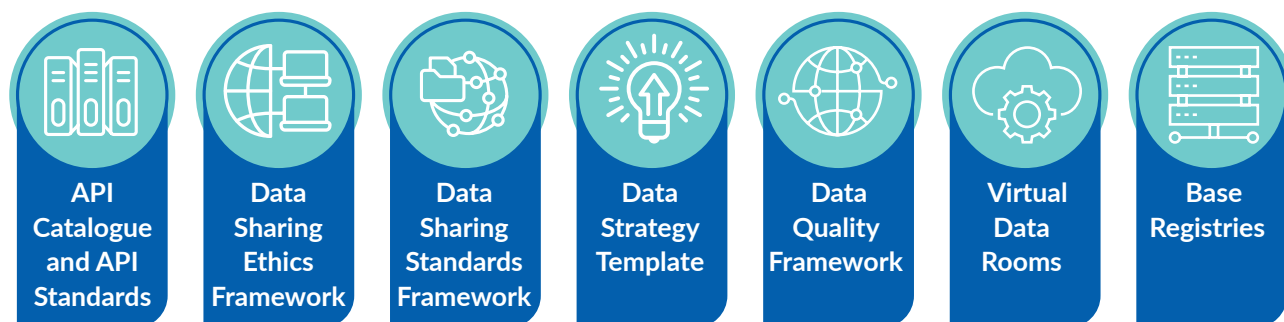 API
Catalogue
and API
Standards
Data
Sharing
Ethics
Framework
Data
Sharing
Standards
Framework
Data
Strategy
Template
Data
Quality
Framework
Virtual
Data
Rooms
Base
Registries